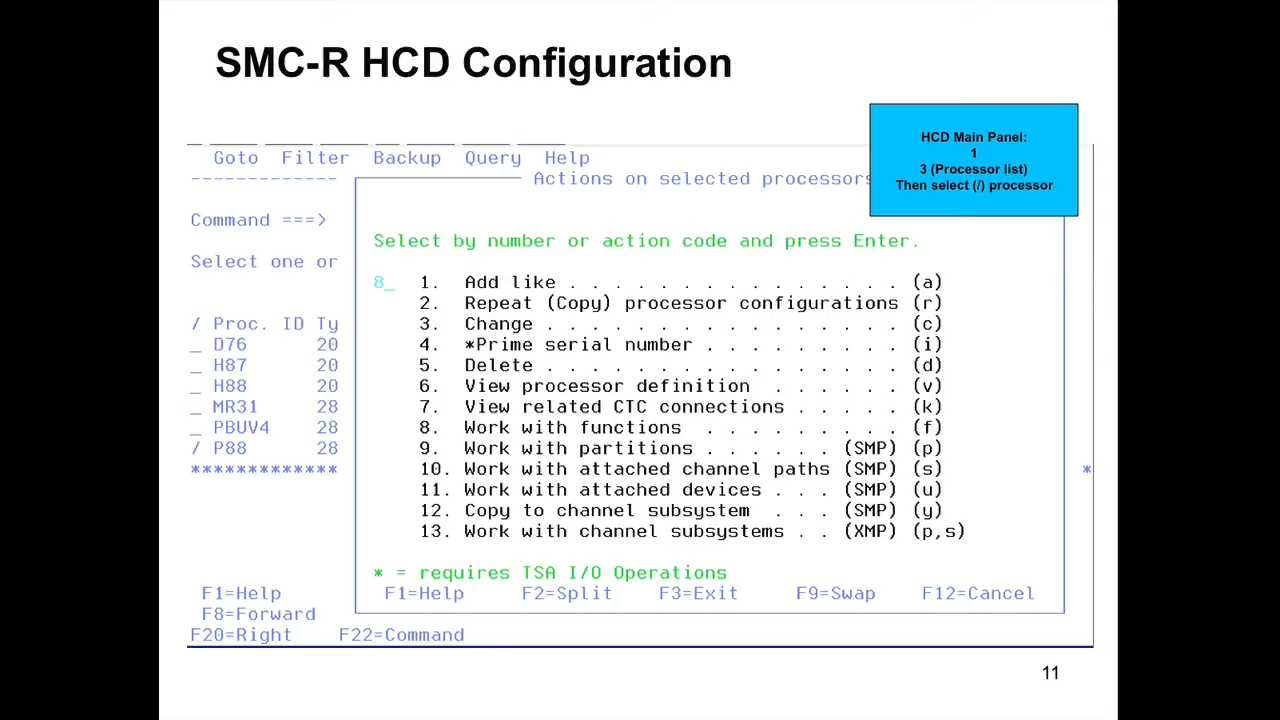 SMC-R HCD Configuration
HCD Main Panel:
1
3 (Processor list)
Then select (/) processor
Goto Filter Backup Query Help
------------- Actions on selected processors
Command ===>
Select by number or action code and press Enter.
Select one or
8_ 1. Add like . . . . . . . . . . . . . . . (a)
2. Repeat (Copy) processor configurations (r)
/ Proc. ID Ty 3. Change . . . . . . . . . . . . . . . . (c)
_ D76 20 4. *Prime serial number . . . . . . . . . (i)
_ H87 20 5. Delete . . . . . . . . . . . . . . . . (d)
_ H88 20 6. View processor definition . . . . . . (v)
_ MR31 28 7. View related CTC connections . . . . . (k)
_ PBUV4 28 8. Work with functions . . . . . . . . . (f)
/ P88 28 9. Work with partitions . . . . . . (SMP) (p)
************* 10. Work with attached channel paths (SMP) (s) *
11. Work with attached devices . . . (SMP) (u)
12. Copy to channel subsystem . . . (SMP) (y)
13. Work with channel subsystems . . (XMP) (p,s)
* = requires TSA I/O Operations
F1=Help F1=Help F2=Split F3=Exit F9=Swap F12=Cancel
F8=Forward
F20=Right F22=Command
11